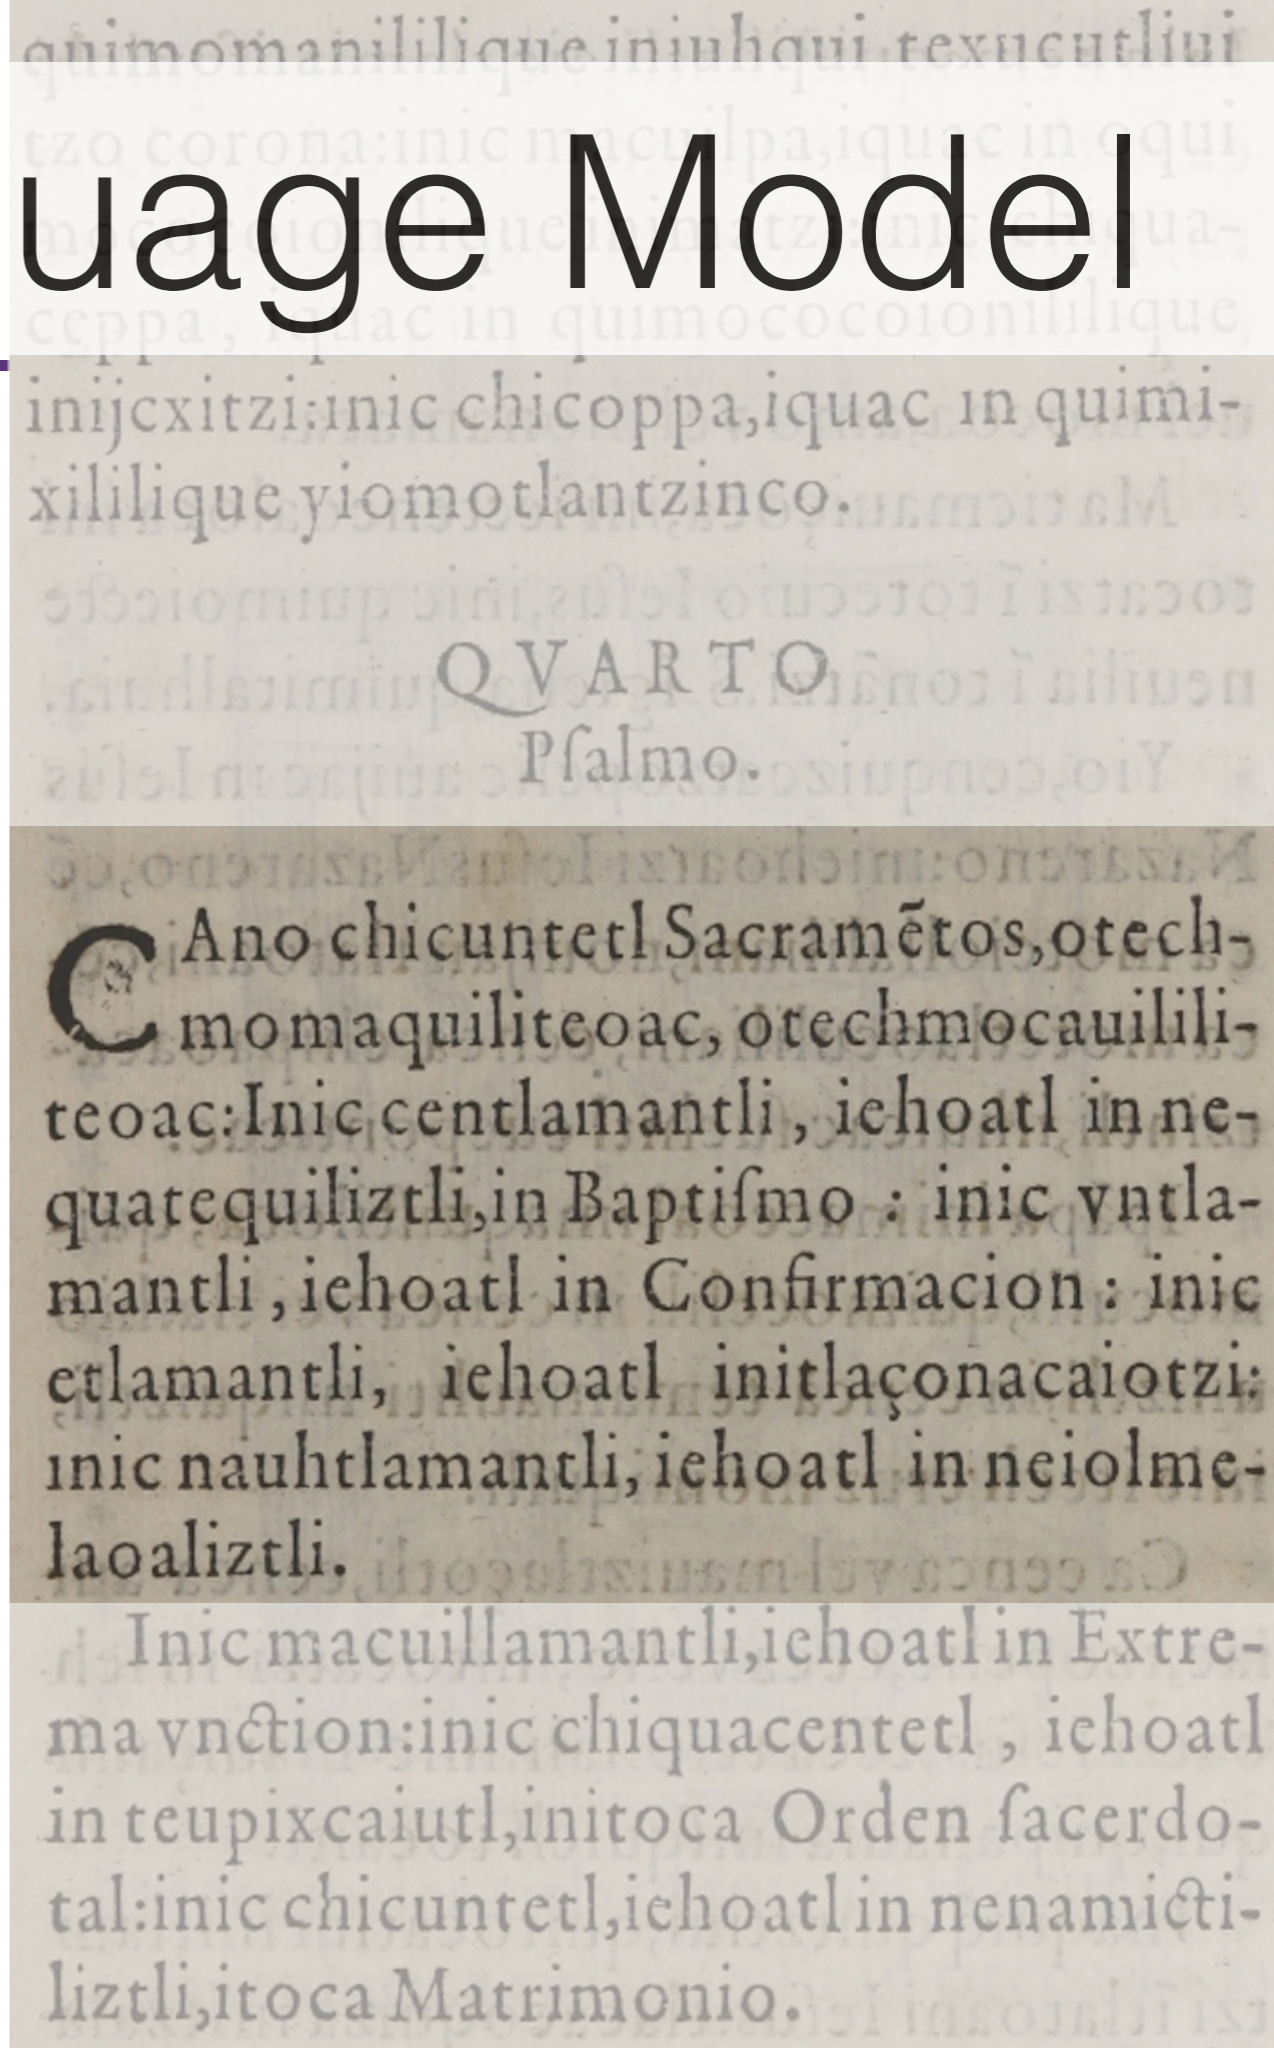 quimomanililique iniuhqui texucutliui
tzo corona:inic macuilpa,iquac in oqui
uage Model
ceppa, iquac in quimococoionililique
inijcxitzi:inic chicoppa,iquac in quimi-
xililique yiomotlantzinco.
QVARTO
Pſalmo.
CAno chicuntetl Sacramẽtos,otech-
momaquiliteoac, otechmocauilili-
teoac:Inic centlamantli, iehoatl in ne-
quatequiliztli,in Baptiſmo : inic vntla-
mantli, iehoatl in Confirmacion : inic
etlamantli, iehoatl initlaçonacaiotzi:
inic nauhtlamantli, iehoatl in neiolme-
laoaliztli.
Inic macuillamantli,iehoatl in Extre-
ma vnction:inic chiquacentetl , iehoatl
in teupixcaiutl,initoca Orden ſacerdo-
tal:inic chicuntetl,iehoatl in nenamicti-
liztli,itoca Matrimonio.